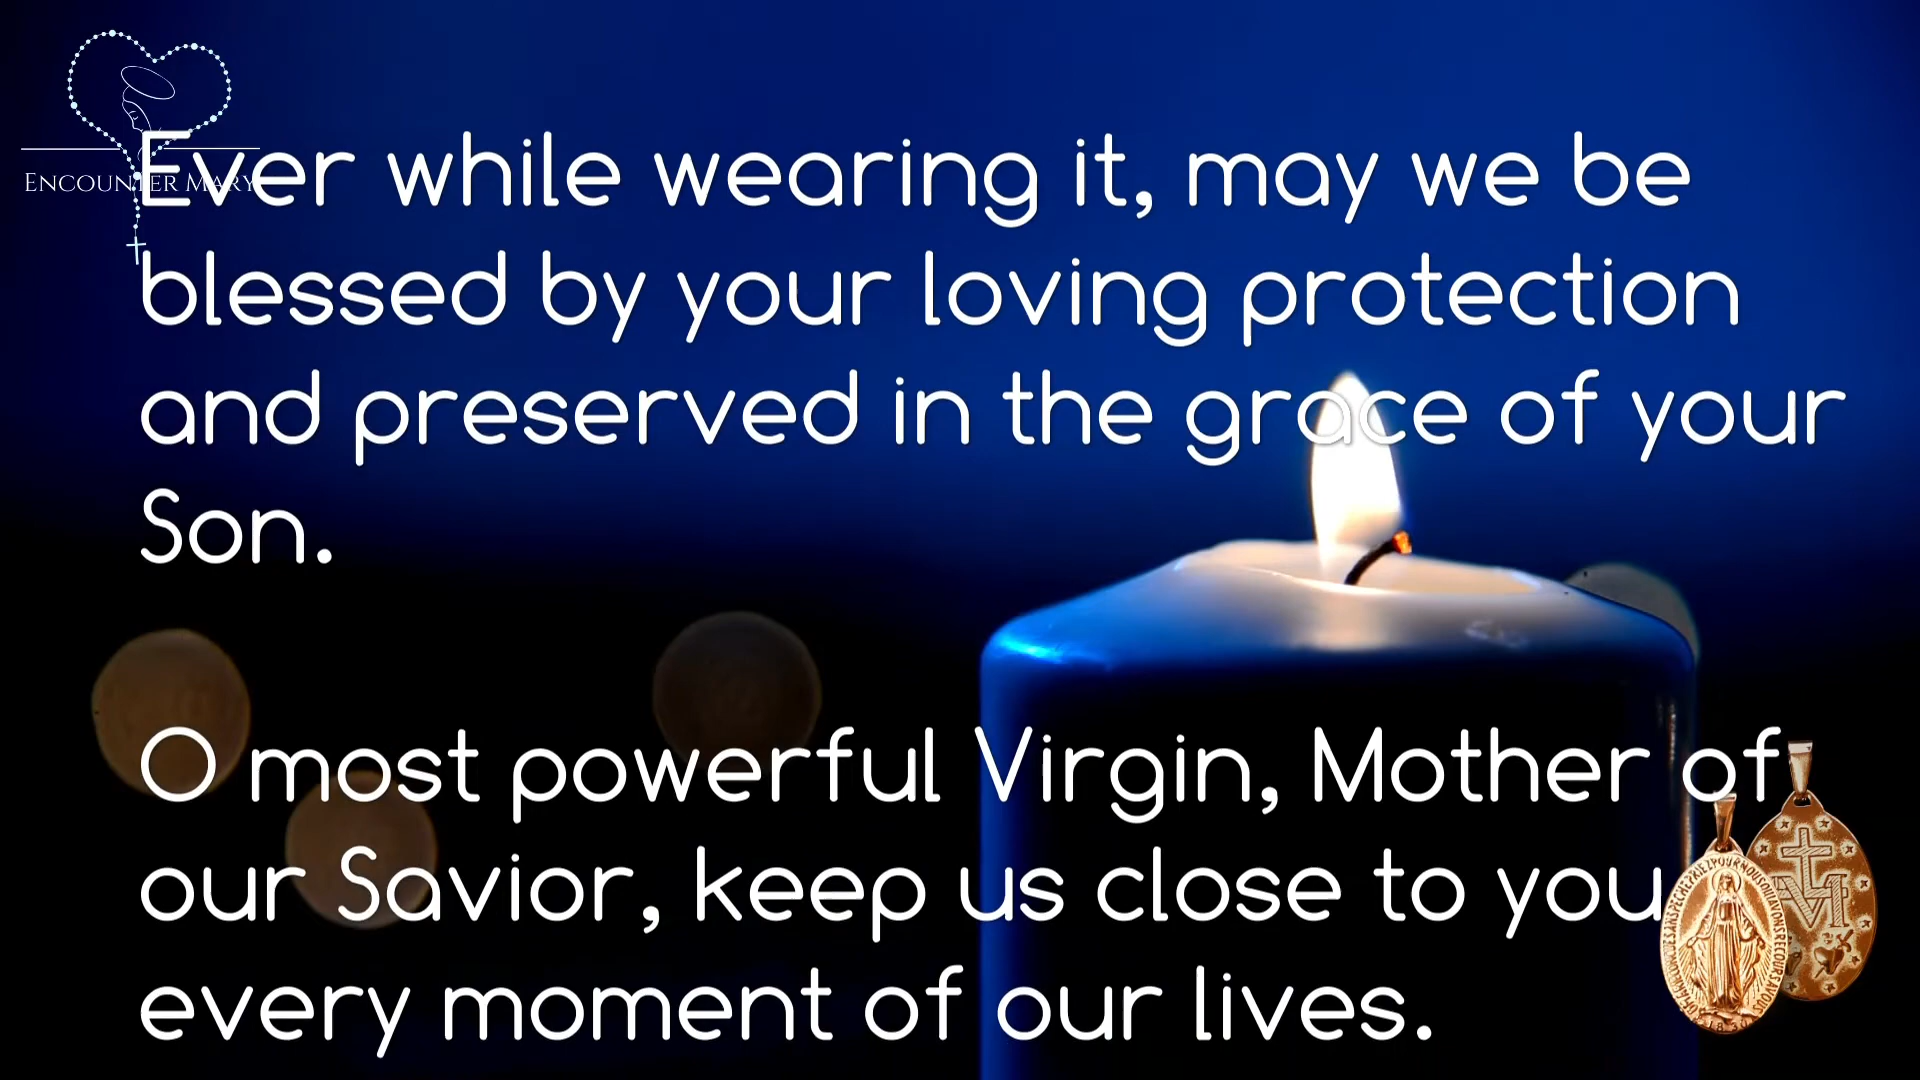 ENCOUNTER MARY
Ever while wearing it, may we be
blessed by your loving protection
and preserved in the grace of your
Son.
O most powerful Virgin, Mother of
our Savior, keep us close to you
every moment of our lives.
1830